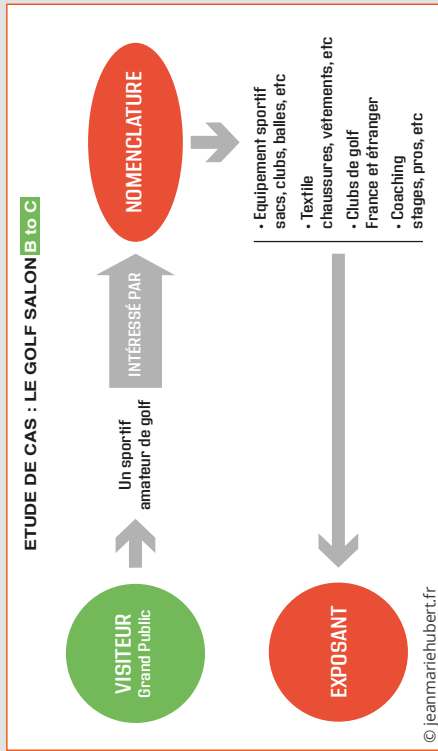 ETUDE DE CAS : LE GOLF SALON B to C
VISITEUR
Grand Public
Un sportif
amateur de golf
INTÉRESSÉ PAR
NOMENCLATURE
• Equipement sportif
sacs, clubs, balles, etc
• Textile
chaussures, vêtements, etc
• Clubs de golf
France et étranger
• Coaching
stages, pros, etc
EXPOSANT
© jeanmariehubert.fr